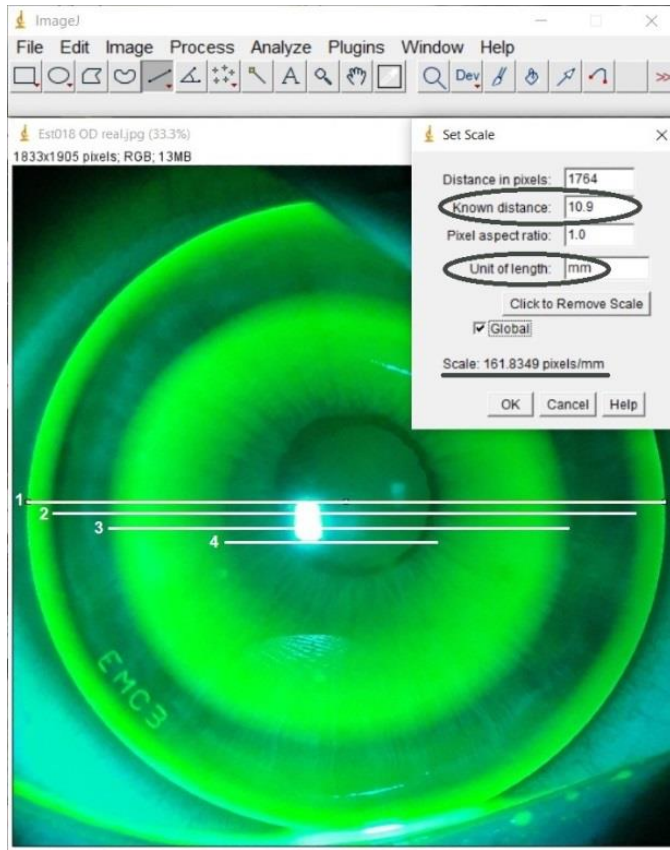 ImageJ
File Edit Image Process Analyze Plugins Window Help
A Dev >>
Est018 OD real.jpg (33.3%)
1833x1905 pixels; RGB; 13MB
Set Scale
Distance in pixels: 1764
Known distance: 10.9
Pixel aspect ratio: 1.0
Unit of length: mm
Click to Remove Scale
Global
Scale: 161.8349 pixels/mm
OK Cancel Help
1
2
3
4
EMC3